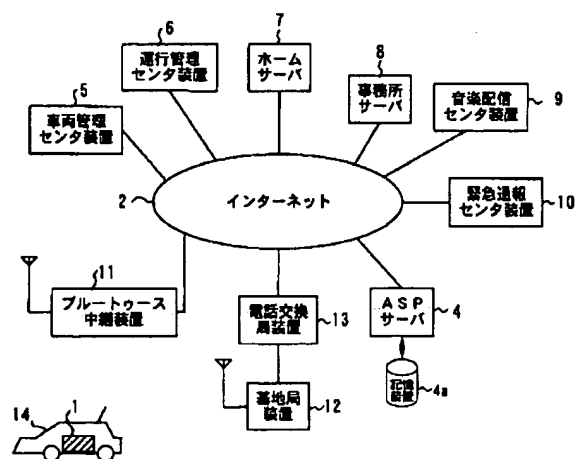 7
6
ホーム
サーバ
8
運行管理
センタ装置
事務所
サーバ
5
音楽配信
センタ装置
9
車両管理
センタ装置
2
インターネット
緊急通報
センタ装置
10
11
ブルートゥース
中継装置
電話交換
局装置
13
ASP
サーバ
4
基地局
装置
12
記憶
装置
4a
14
1